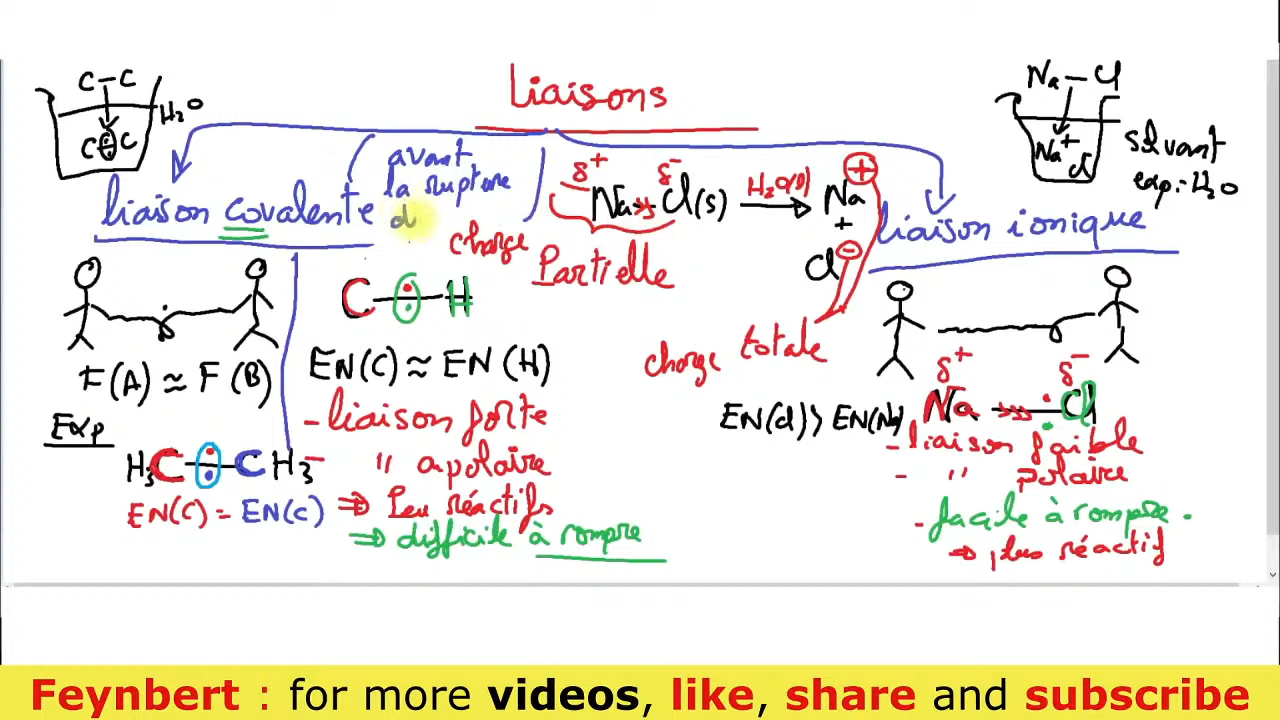 Liaisons
C-C
H₂O
C C
liaison covalente
avant
la rupture
d
δ⁺ δ⁻
Na Cl(s) H₂O(l) Na
+
Cl
charge
Partielle
charge totale
Na-Cl
Na⁺
Cl
solvant
exp: H₂O
liaison ionique
F(A) ≈ F(B)
Exp
H₃C-CH₃
EN(C) = EN(C)
C-H
EN(C) ≈ EN(H)
- liaison forte
- " apolaire
⇒ Peu réactifs
⇒ difficile à rompre
δ⁺ δ⁻
Na Cl
EN(Cl) > EN(Na)
- liaison faible
- " polaire
- facile à rompre.
⇒ plus réactif
Feynbert : for more videos, like, share and subscribe